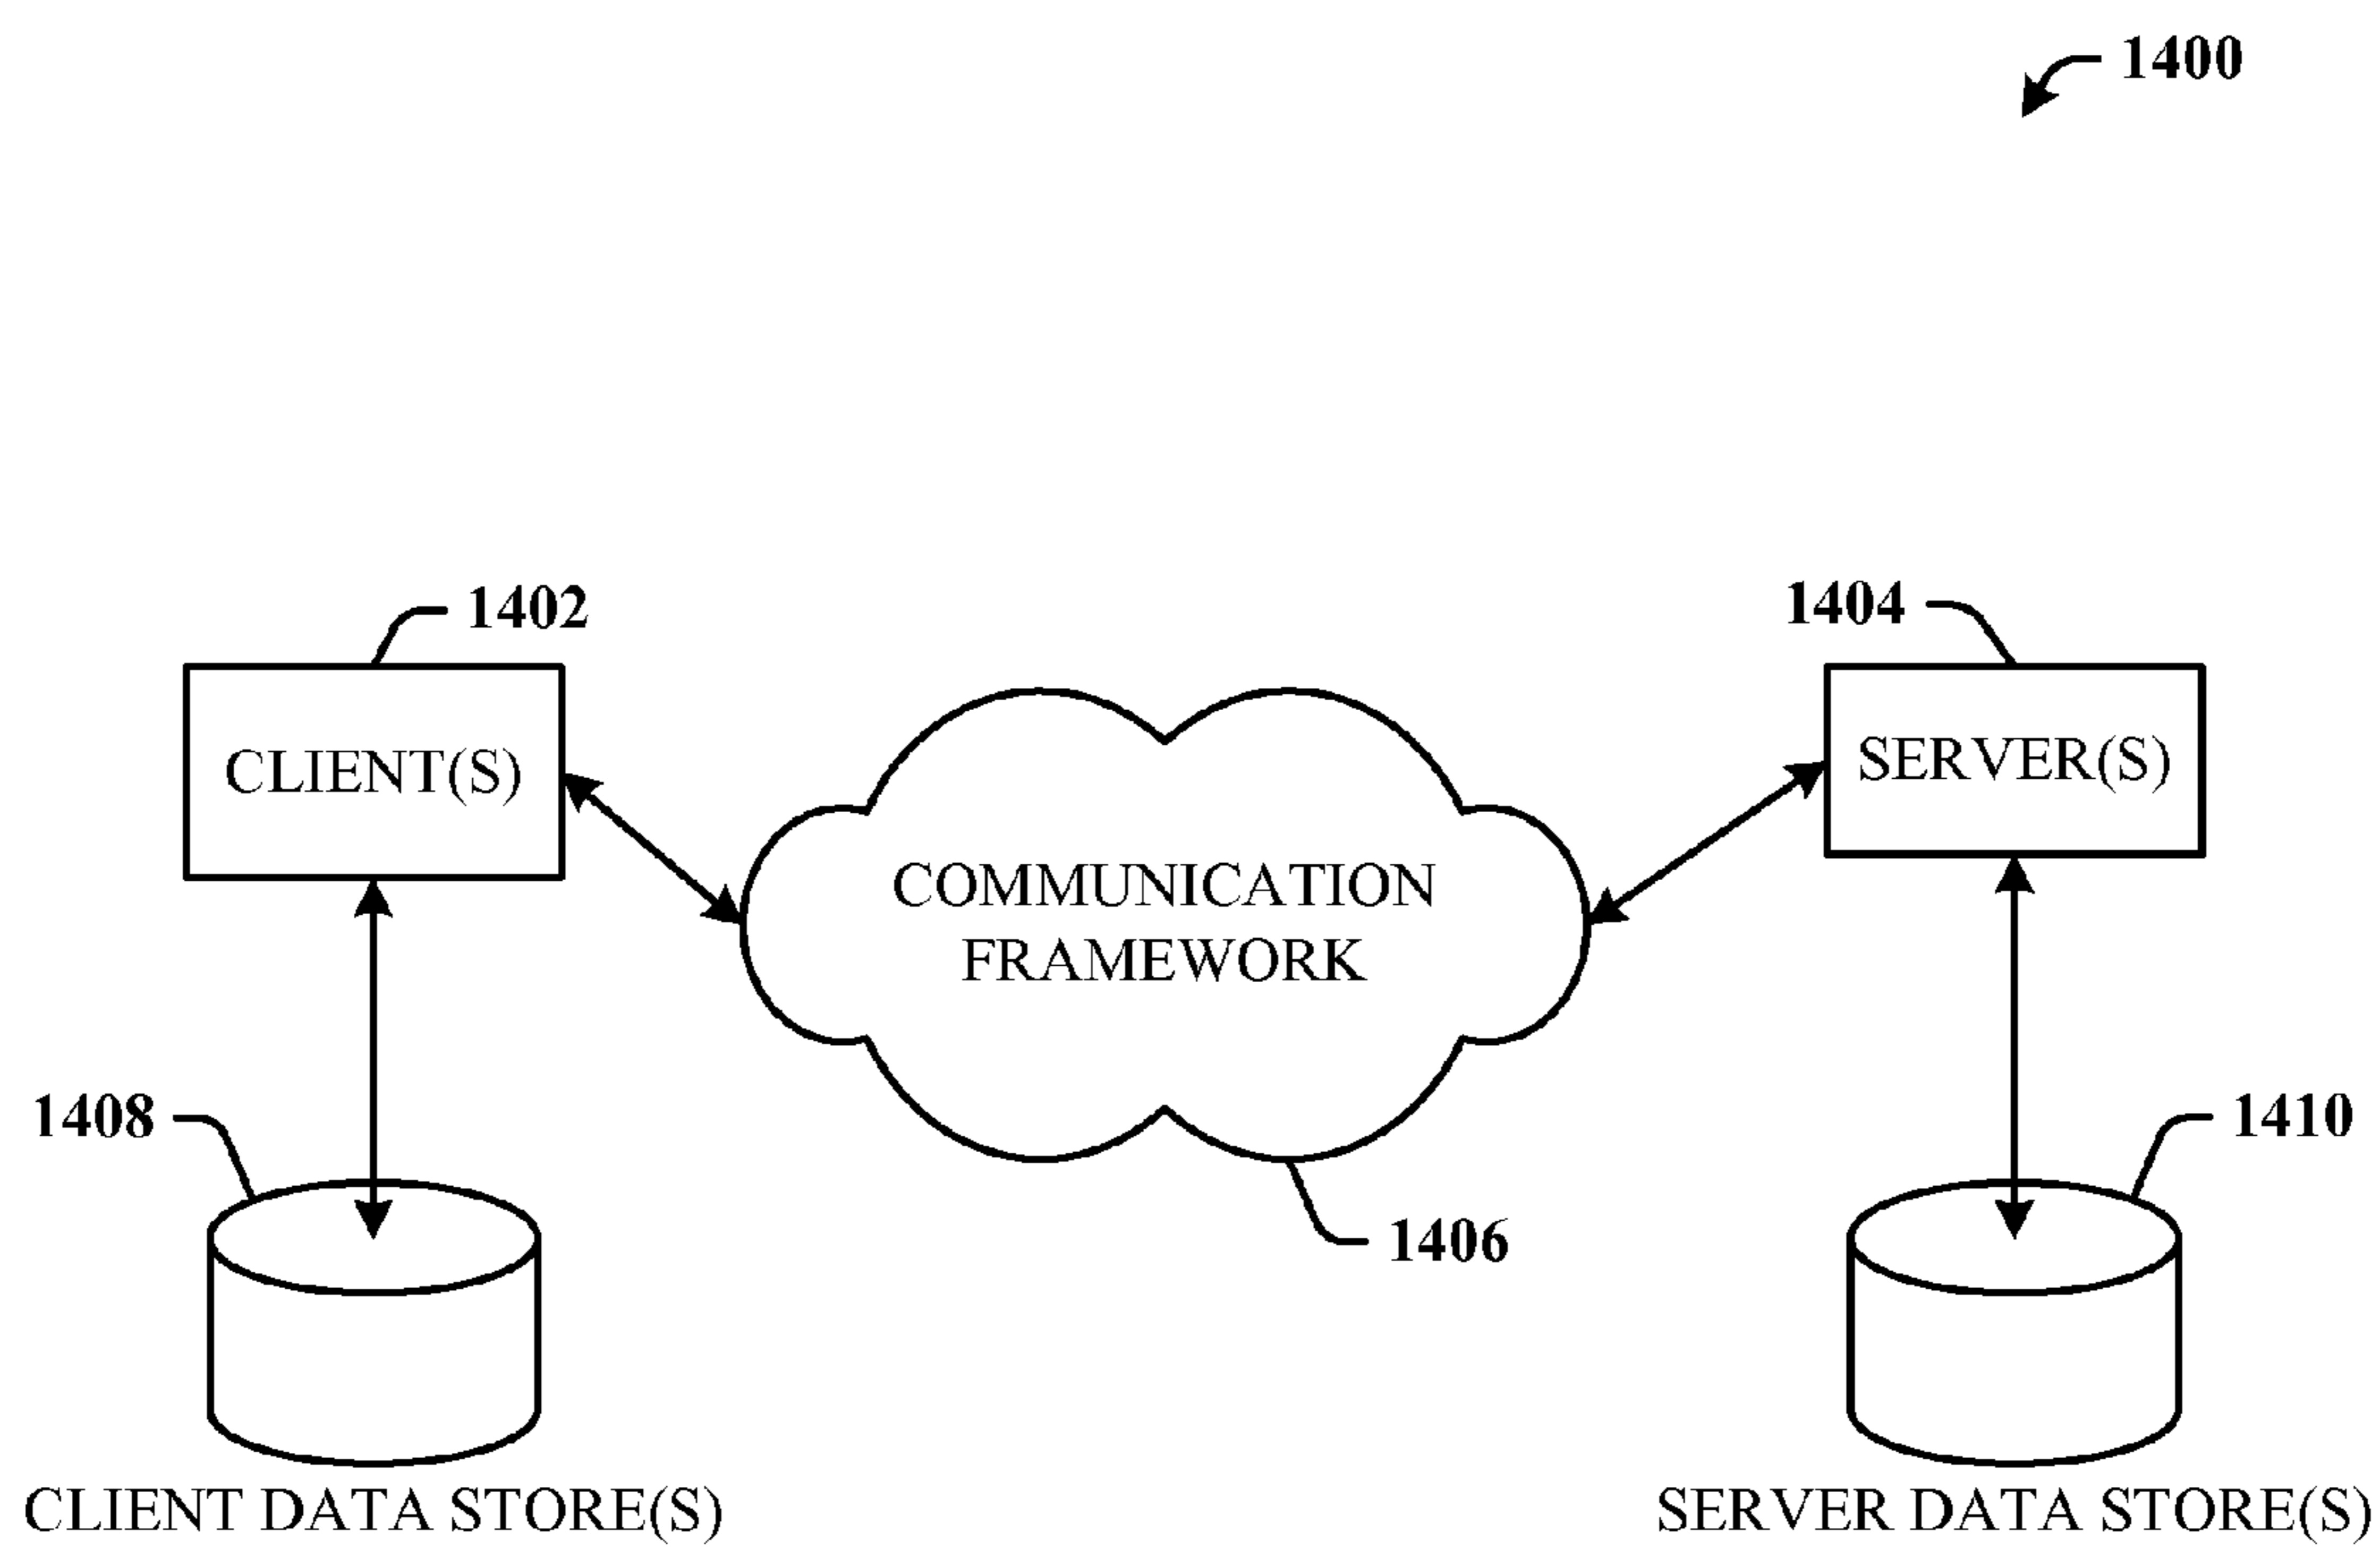 1400
1402
1404
CLIENT(S)
SERVER(S)
COMMUNICATION
FRAMEWORK
1408
1410
1406
CLIENT DATA STORE(S)
SERVER DATA STORE(S)